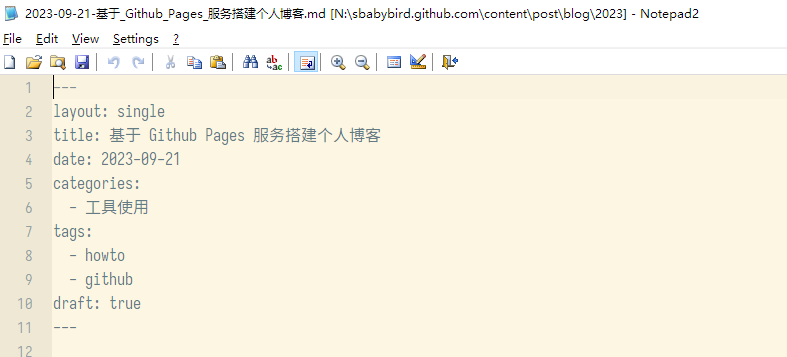 2023-09-21-基于_Github_Pages_服务搭建个人博客.md [N:\sbabybird.github.com\content\post\blog\2023] - Notepad2
File Edit View Settings ?
1 ---
2 layout: single
3 title: 基于 Github Pages 服务搭建个人博客
4 date: 2023-09-21
5 categories:
6   - 工具使用
7 tags:
8   - howto
9   - github
10 draft: true
11 ---
12